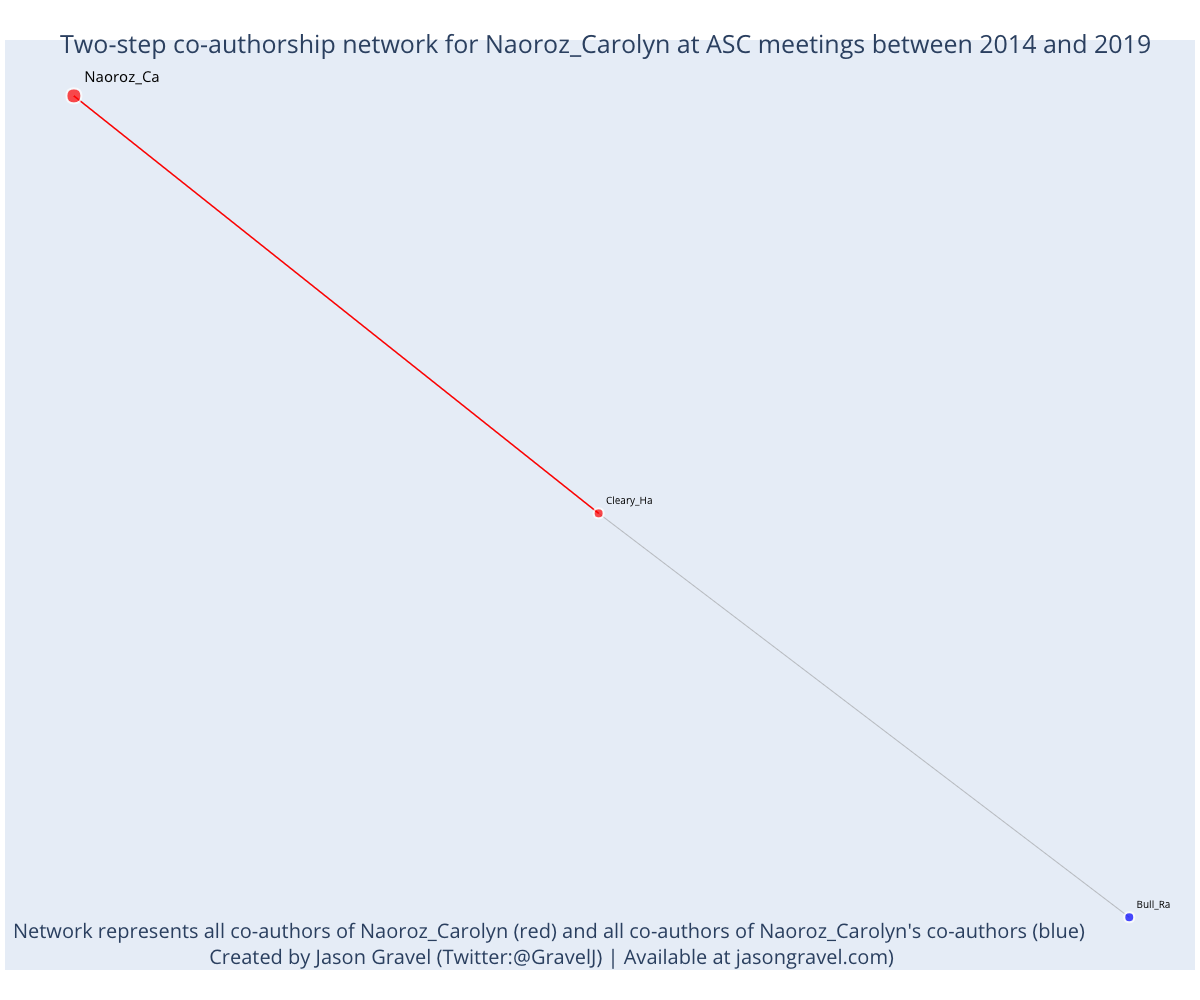 Two-step co-authorship network for Naoroz_Carolyn at ASC meetings between 2014 and 2019
Naoroz_Ca
Cleary_Ha
Bull_Ra
Network represents all co-authors of Naoroz_Carolyn (red) and all co-authors of Naoroz_Carolyn's co-authors (blue)
Created by Jason Gravel (Twitter:@GravelJ) | Available at jasongravel.com)